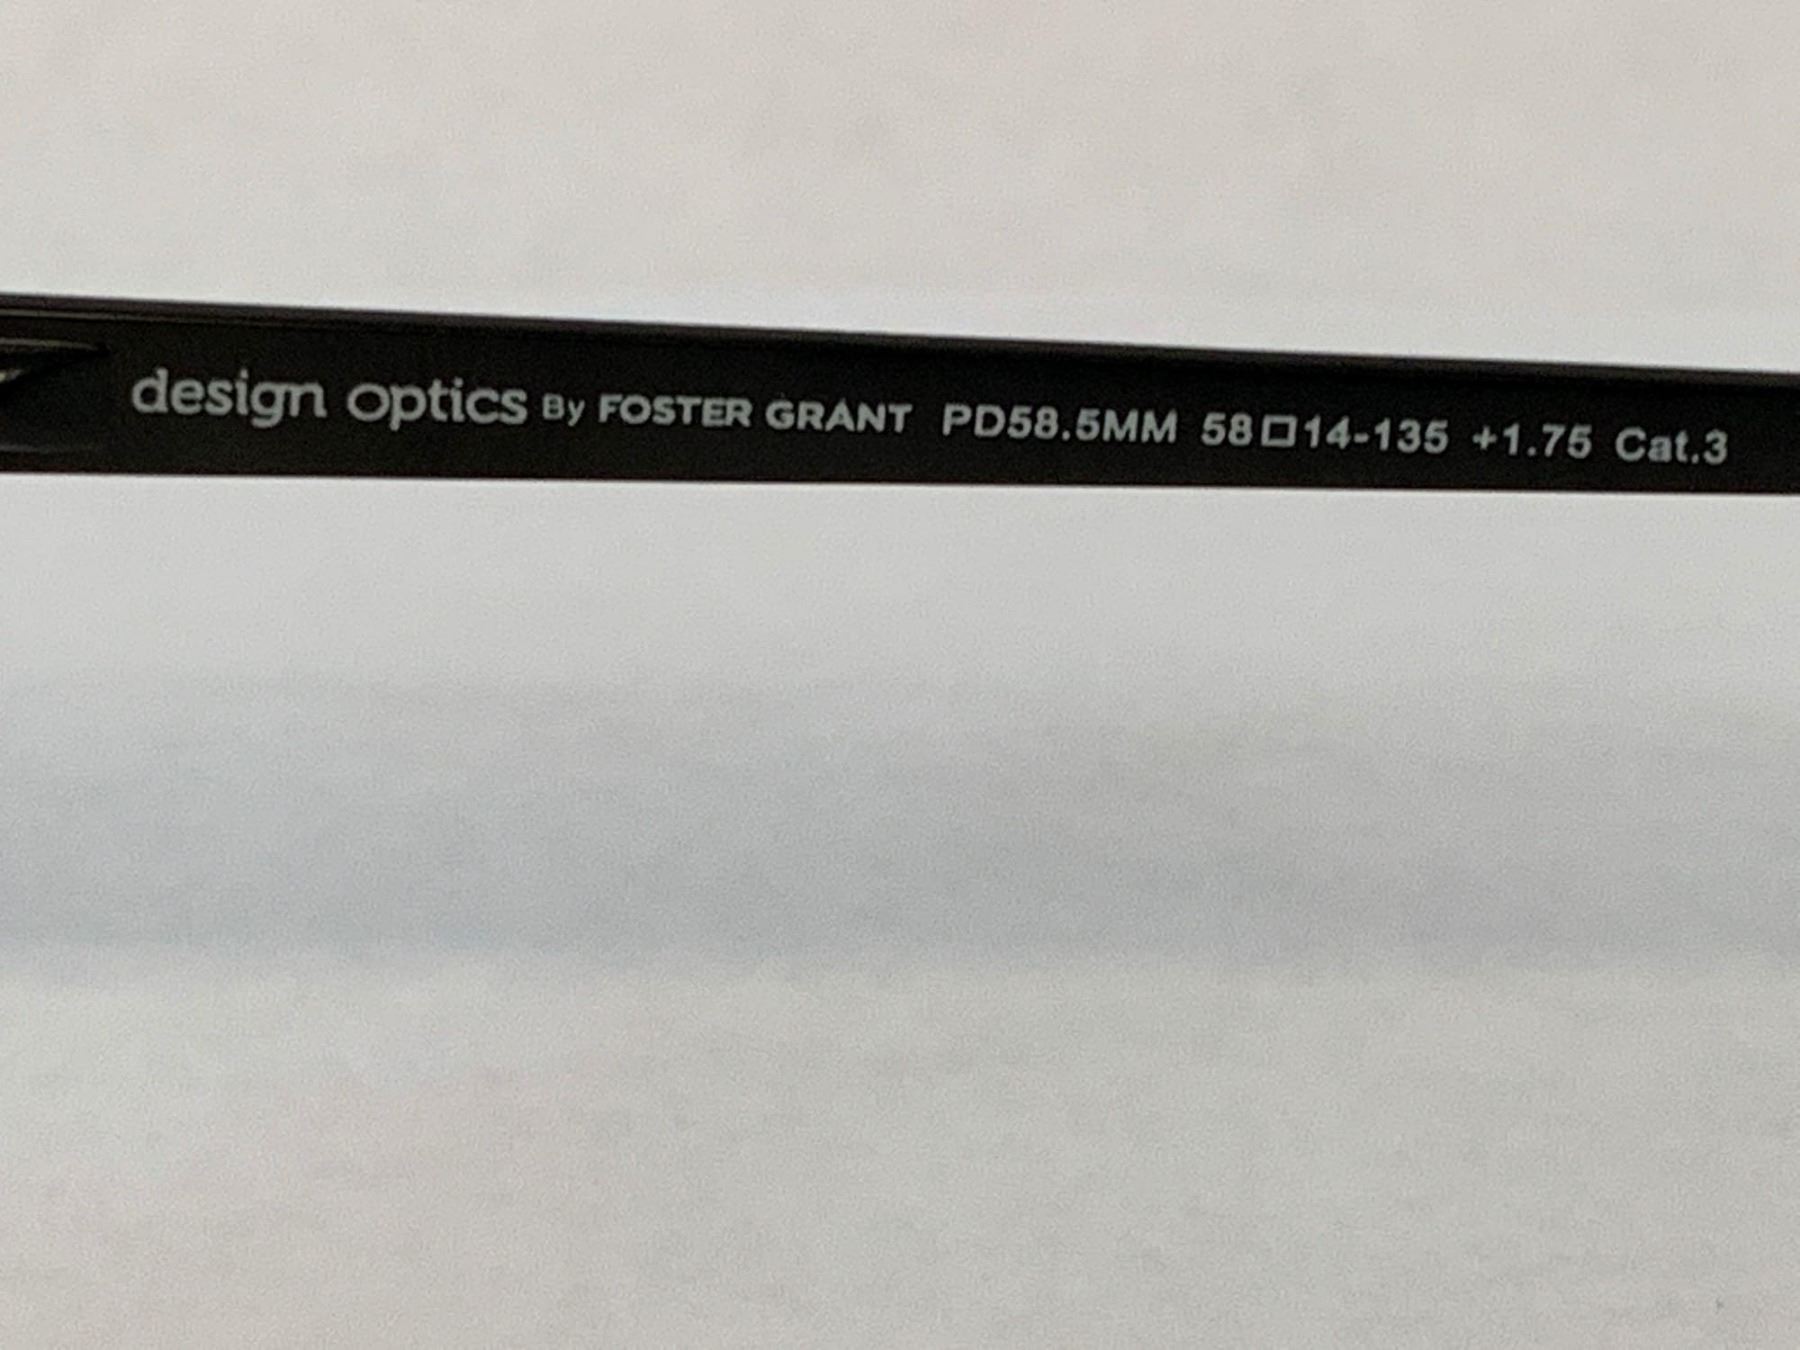 design optics By FOSTER GRANT PD58.5MM 58□14-135 +1.75 Cat.3